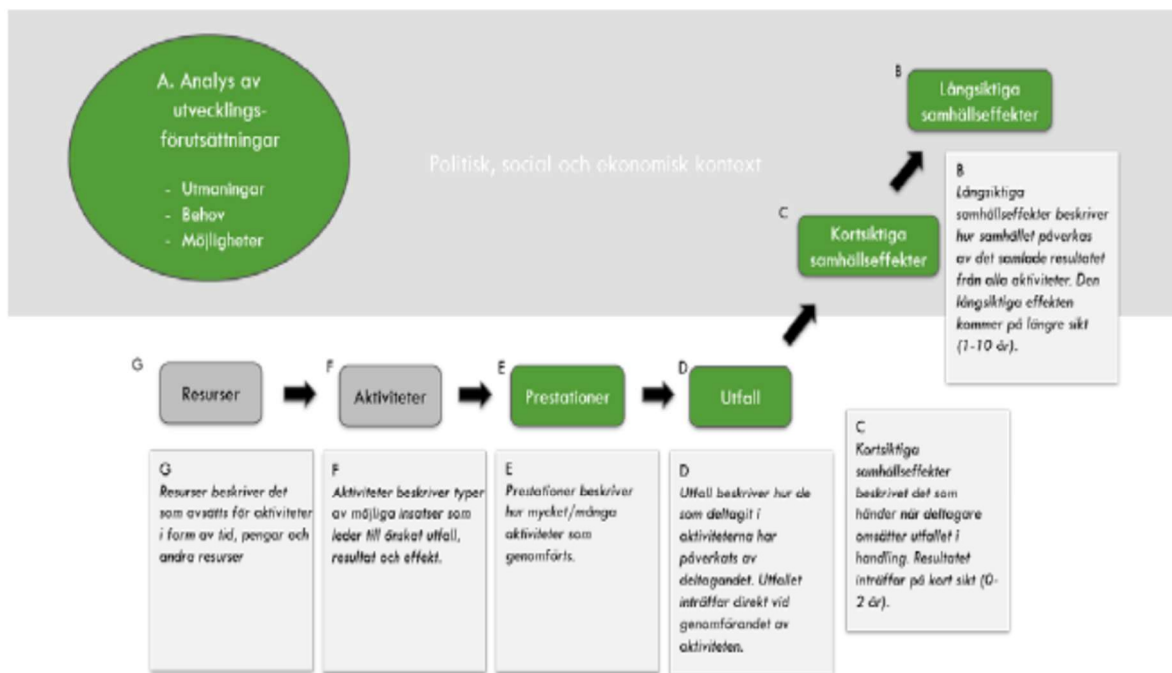 A. Analys av
utvecklings-
förutsättningar
- Utmaningar
- Behov
- Möjligheter
Politisk, social och ekonomisk kontext
B
Långsiktiga
samhällseffekter
B
Långsiktiga
samhällseffekter beskriver
hur samhället påverkas
av det samlade resultatet
från alla aktiviteter. Den
långsiktiga effekten
kommer på längre sikt
(1-10 år).
C
Kortsiktiga
samhällseffekter
G
Resurser
F
Aktiviteter
E
Prestationer
D
Utfall
G
Resurser beskriver det
som avsätts för aktiviteter
i form av tid, pengar och
andra resurser
F
Aktiviteter beskriver typer
av möjliga insatser som
leder till önskat utfall,
resultat och effekt.
E
Prestationer beskriver
hur mycket/många
aktiviteter som
genomförts.
D
Utfall beskriver hur de
som deltagit i
aktiviteterna har
påverkats av
deltagandet. Utfallet
inträffar direkt vid
genomförandet av
aktiviteten.
C
Kortsiktiga
samhällseffekter
beskrivet det som
händer när deltagare
omsätter utfallet i
handling. Resultatet
inträffar på kort sikt (0-
2 år).